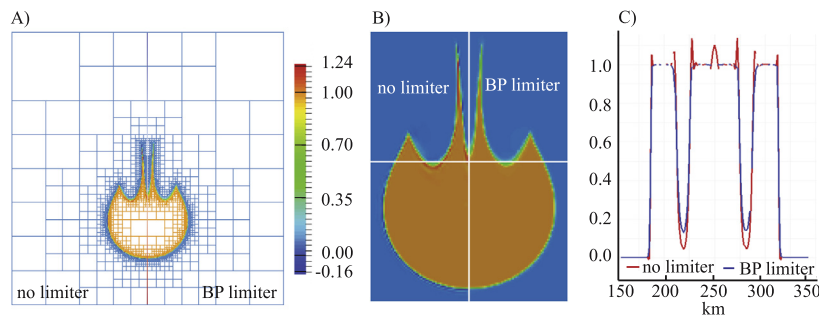 A)
B)
C)
no limiter
BP limiter
1.24
1.00
0.70
0.35
0.00
-0.16
no limiter
BP limiter
1.0
0.8
0.6
0.4
0.2
0.0
no limiter
BP limiter
150
200
250
300
350
km